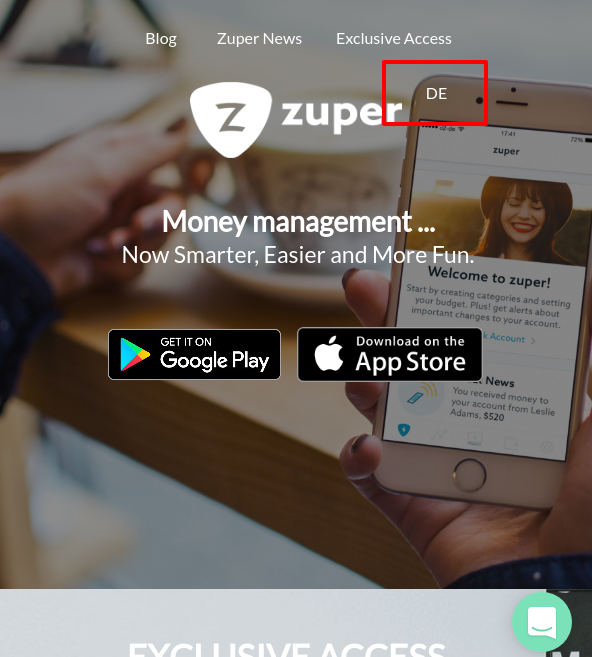 Blog Zuper News Exclusive Access
DE
zuper
17:41
72%
zuper
Money management ...
Now Smarter, Easier and More Fun.
Welcome to zuper!
Start by creating categories and setting
your budget. Plus! get alerts about
important changes to your account.
Account >
GET IT ON
Google Play
Download on the
App Store
News
You received money to
your account from Leslie
Adams, $520
EXCLUSIVE ACCESS